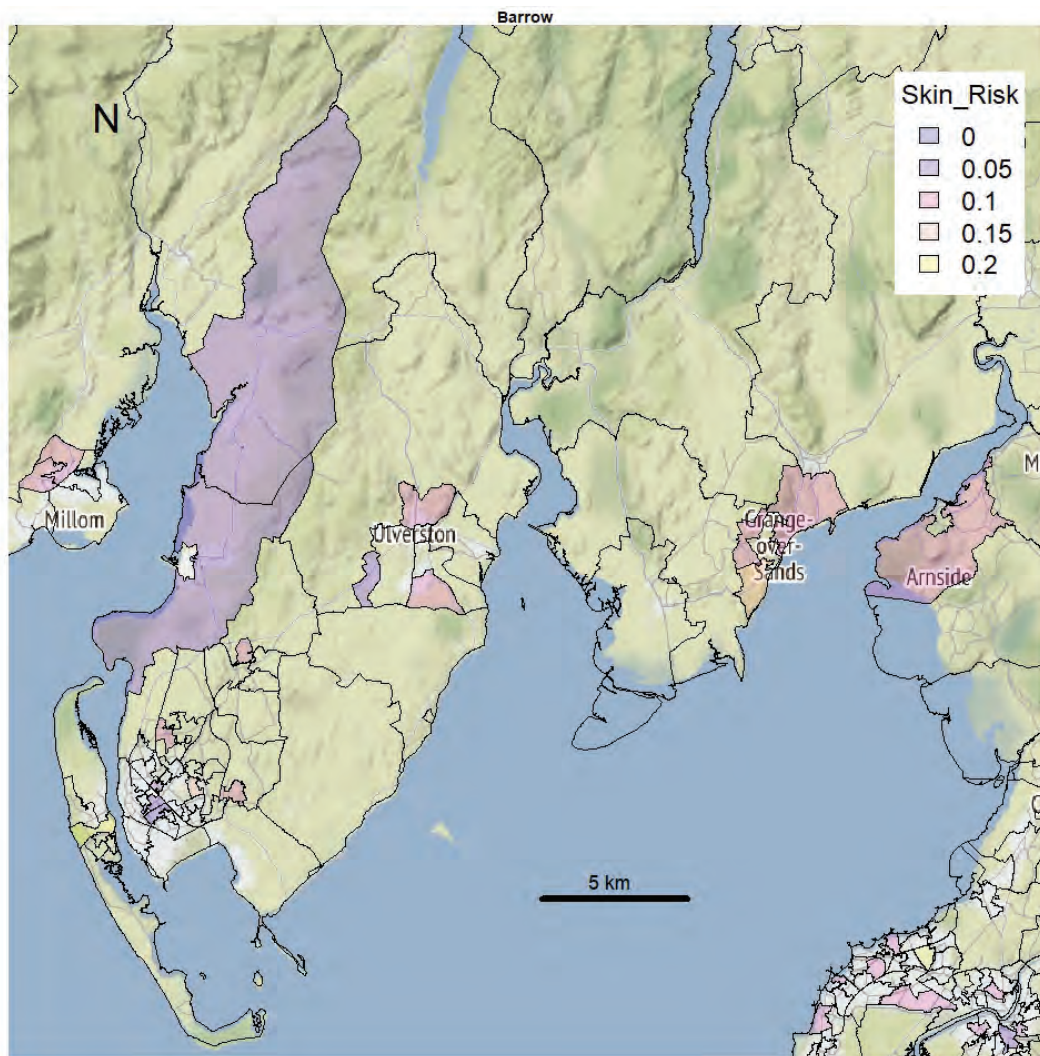 Barrow
N
Skin_Risk
0
0.05
0.1
0.15
0.2
Millom
Ulverston
Grange-
over-
Sands
Arnside
M
5 km